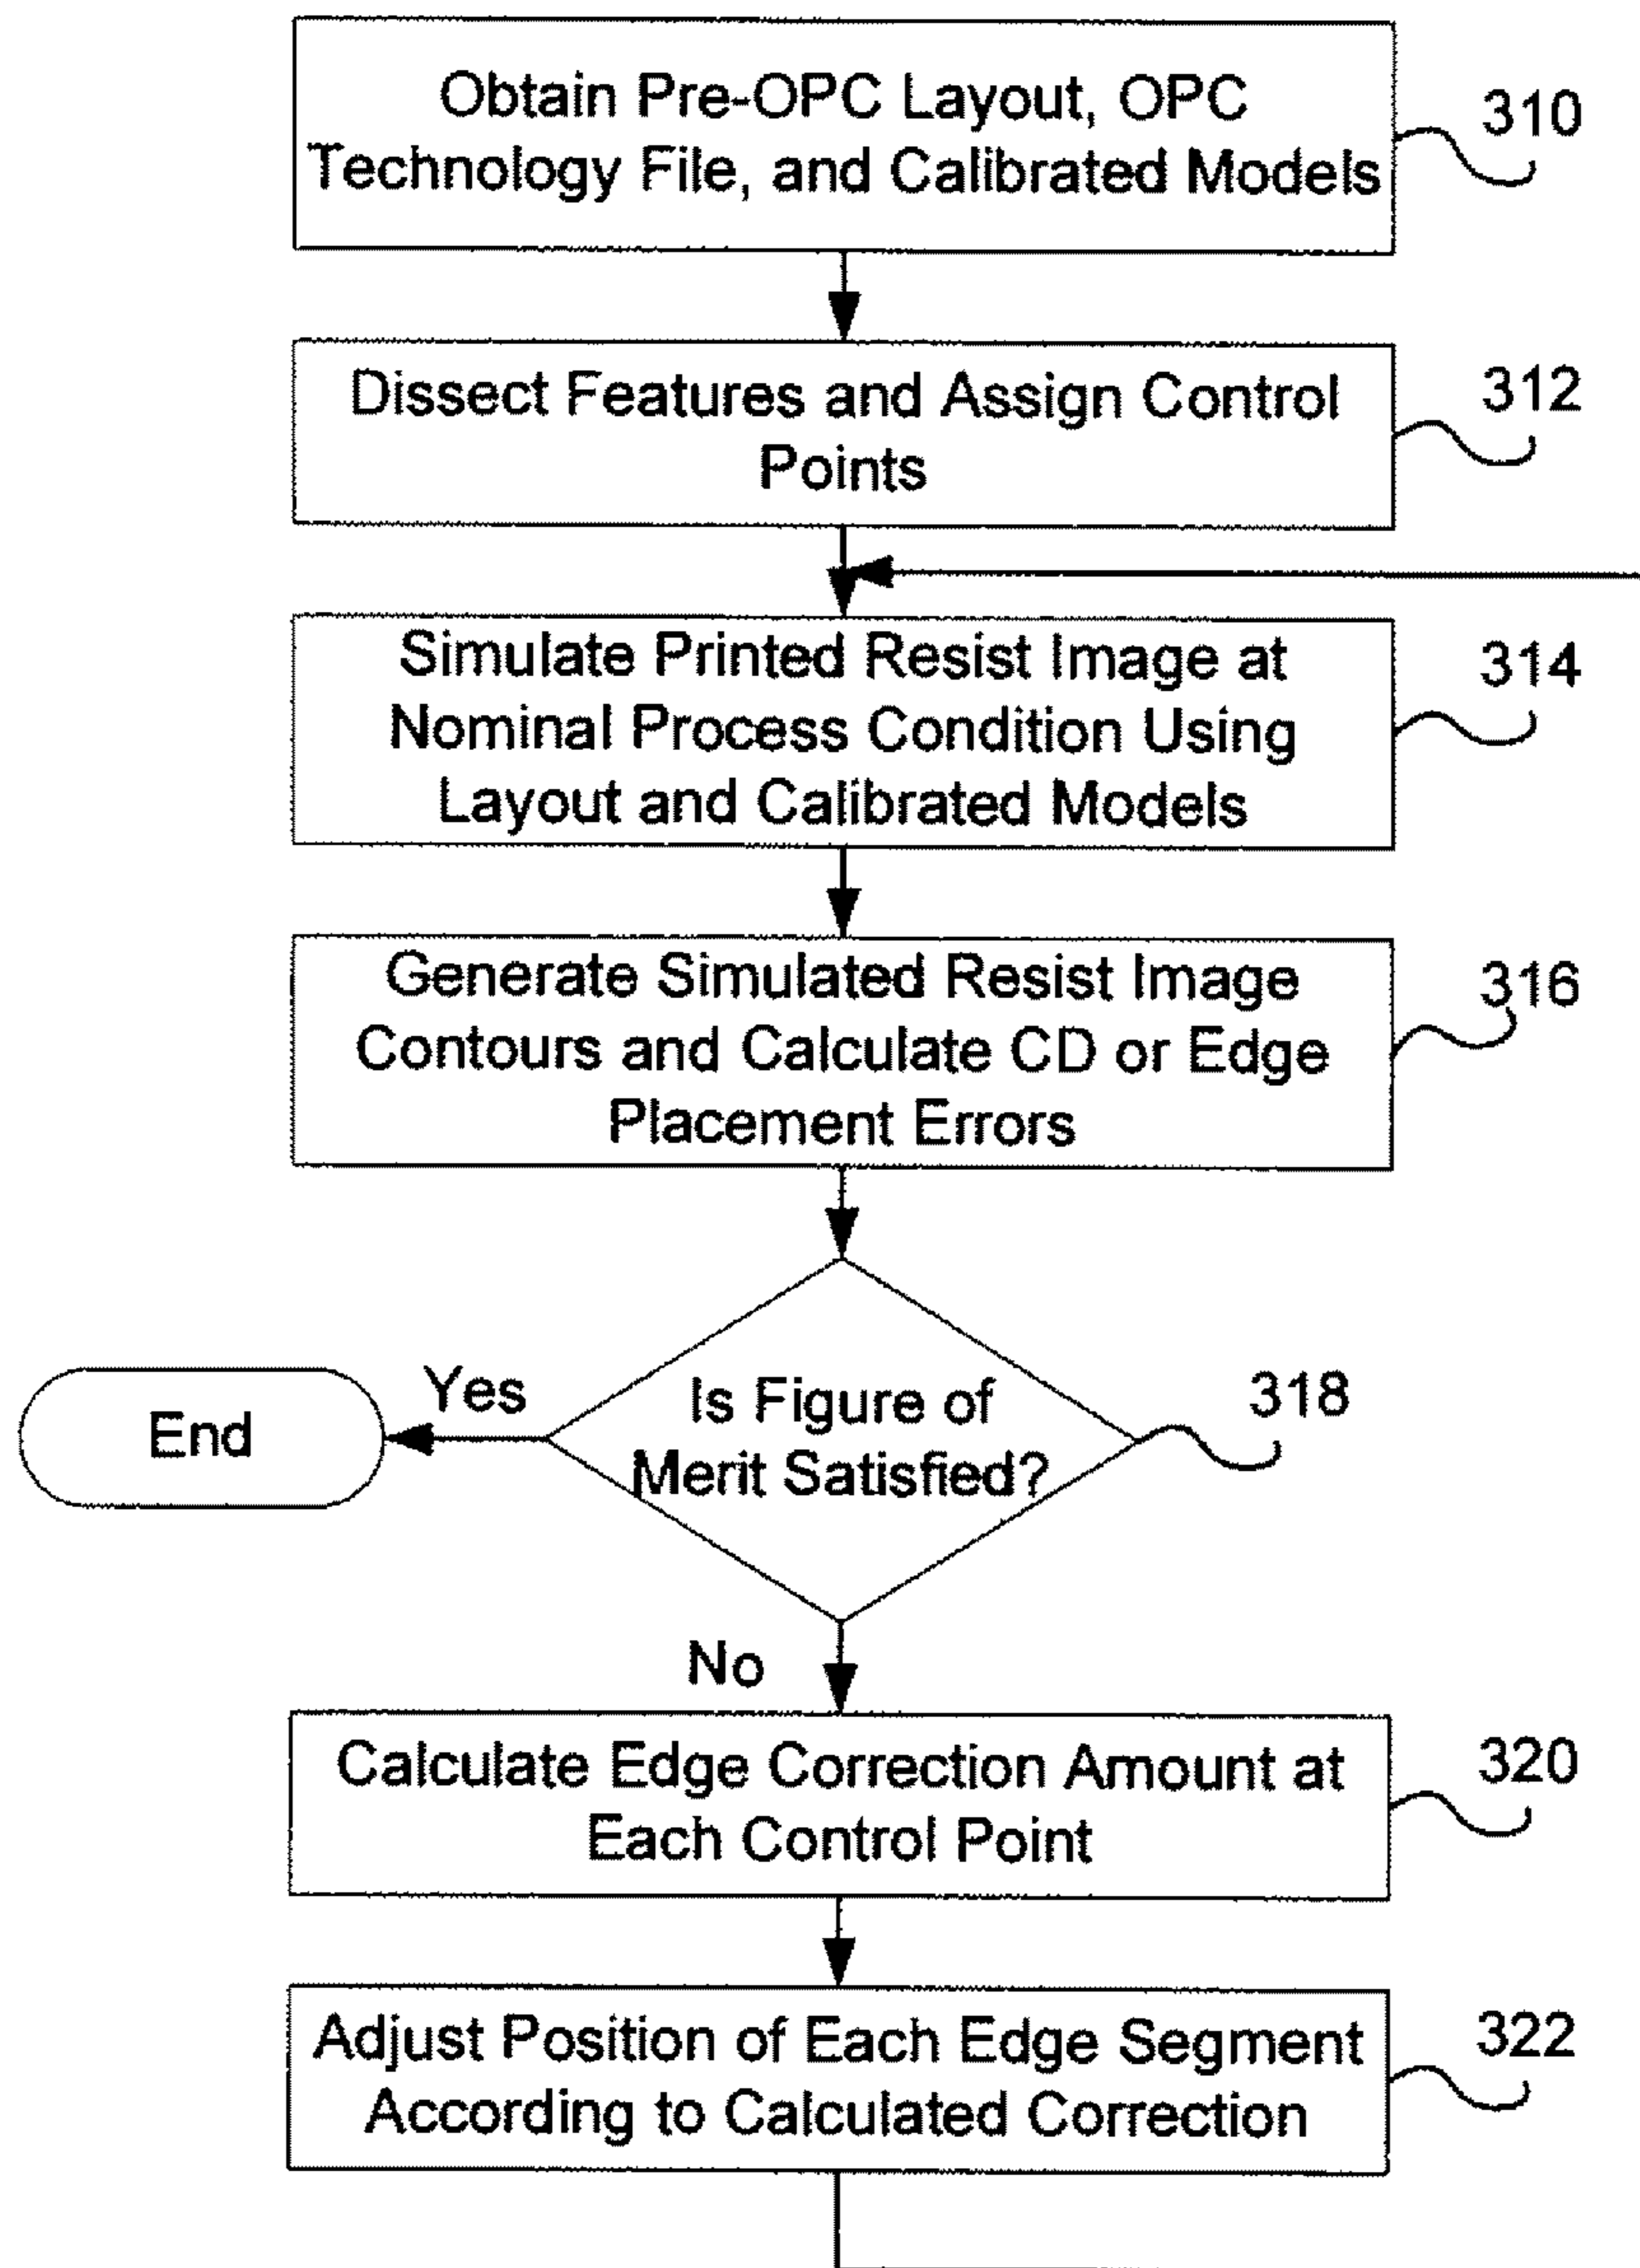 Obtain Pre-OPC Layout, OPC
Technology File, and Calibrated Models
310
Dissect Features and Assign Control
Points
312
Simulate Printed Resist Image at
Nominal Process Condition Using
Layout and Calibrated Models
314
Generate Simulated Resist Image
Contours and Calculate CD or Edge
Placement Errors
316
Is Figure of
Merit Satisfied?
318
Yes
End
No
Calculate Edge Correction Amount at
Each Control Point
320
Adjust Position of Each Edge Segment
According to Calculated Correction
322